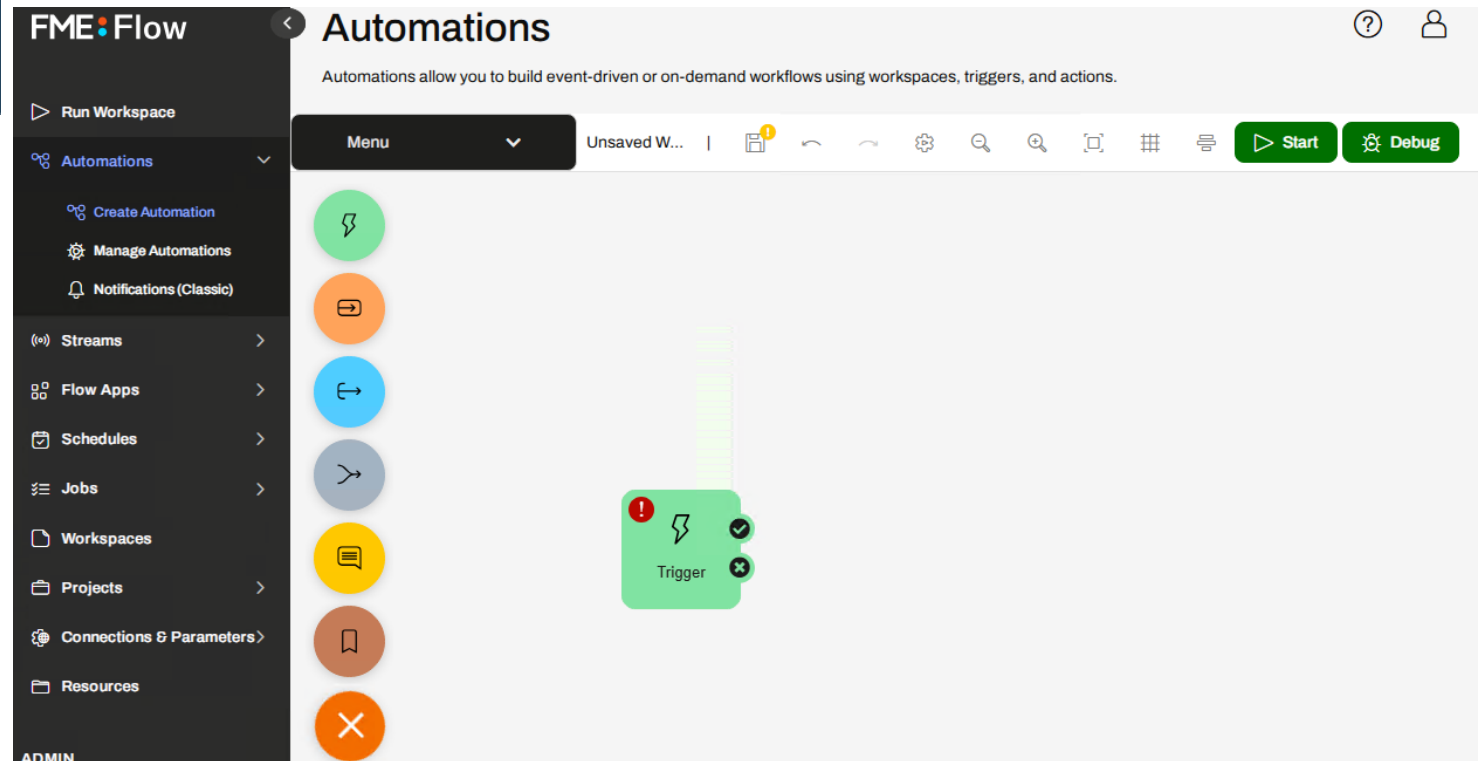 FME:Flow
Automations
Automations allow you to build event-driven or on-demand workflows using workspaces, triggers, and actions.
Run Workspace
Menu
Unsaved W... |
Start
Debug
Automations
Create Automation
Manage Automations
Notifications (Classic)
Streams
Flow Apps
Schedules
Jobs
Workspaces
Projects
Connections & Parameters
Resources
ADMIN
Trigger